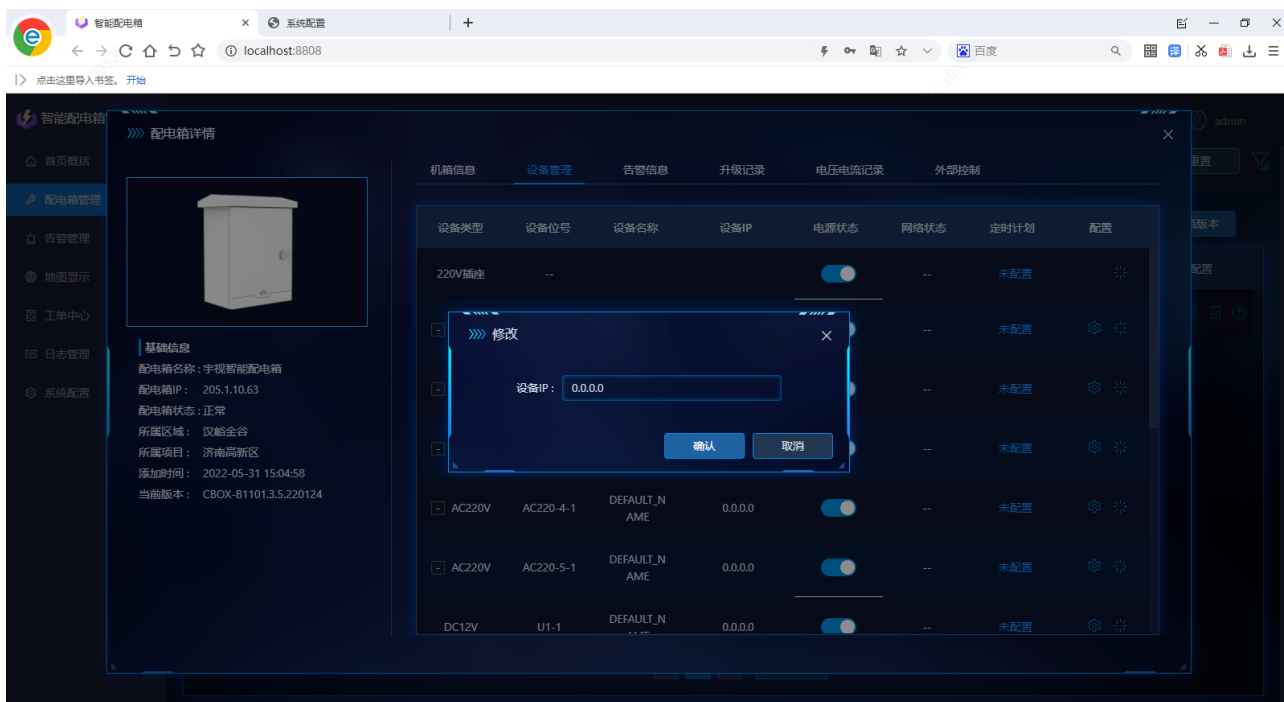 智能配电箱
系统配置
localhost:8808
百度
点击这里导入书签。 开始
智能配电箱
admin
首页概括
配电箱管理
告警管理
地图显示
工单中心
日志管理
系统配置
配电箱详情
机箱信息 设备管理 告警信息 升级记录 电压电流记录 外部控制
设备类型 设备位号 设备名称 设备IP 电源状态 网络状态 定时计划 配置
220V插座 -- -- 未配置
-- 未配置
-- 未配置
-- 未配置
AC220V AC220-4-1 DEFAULT_N 0.0.0.0 -- 未配置
AME
AC220V AC220-5-1 DEFAULT_N 0.0.0.0 -- 未配置
AME
DC12V U1-1 DEFAULT_N 0.0.0.0 -- 未配置
修改
设备IP： 0.0.0.0
确认 取消
基础信息
配电箱名称：宇视智能配电箱
配电箱IP： 205.1.10.63
配电箱状态：正常
所属区域： 汉峪金谷
所属项目： 济南高新区
添加时间： 2022-05-31 15:04:58
当前版本： CBOX-B1101.3.5.220124